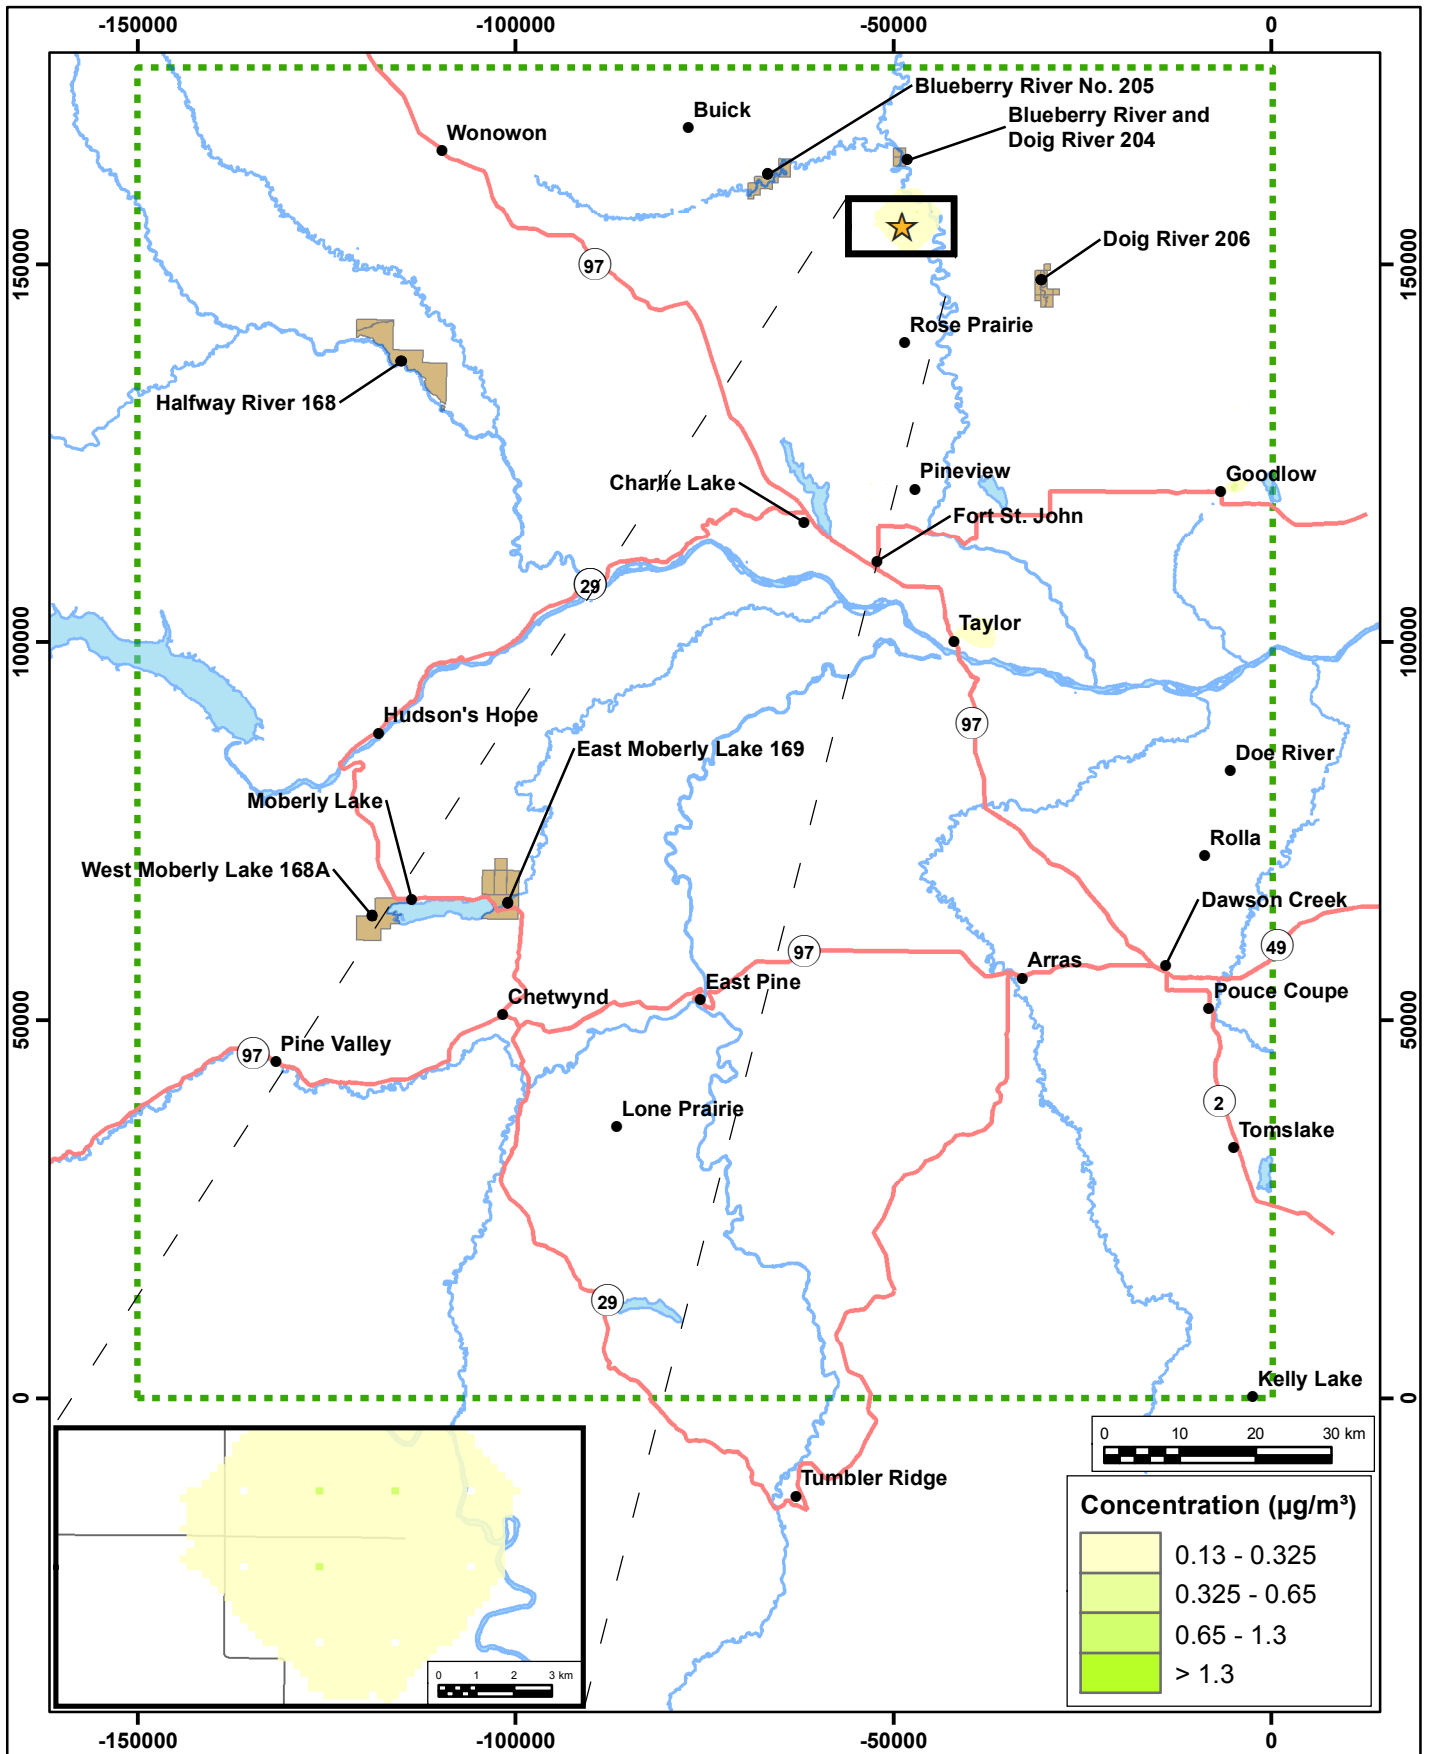 -150000 -100000 -50000 0
Blueberry River No. 205
Buick
Blueberry River and
Doig River 204
Wonowon
Doig River 206
150000
97
150000
Rose Prairie
Halfway River 168
Pineview
Goodlow
Charlie Lake
Fort St. John
29
Taylor
100000
100000
Hudson's Hope
97
East Moberly Lake 169
Doe River
Moberly Lake
Rolla
West Moberly Lake 168A
Dawson Creek
97
49
Arras
East Pine
Pouce Coupe
Chetwynd
50000
50000
97
Pine Valley
Lone Prairie
2
Tomslake
29
Kelly Lake
0
0
0 10 20 30 km
Tumbler Ridge
Concentration (µg/m³)
0.13 - 0.325
0.325 - 0.65
0.65 - 1.3
> 1.3
0 1 2 3 km
-150000 -100000 -50000 0